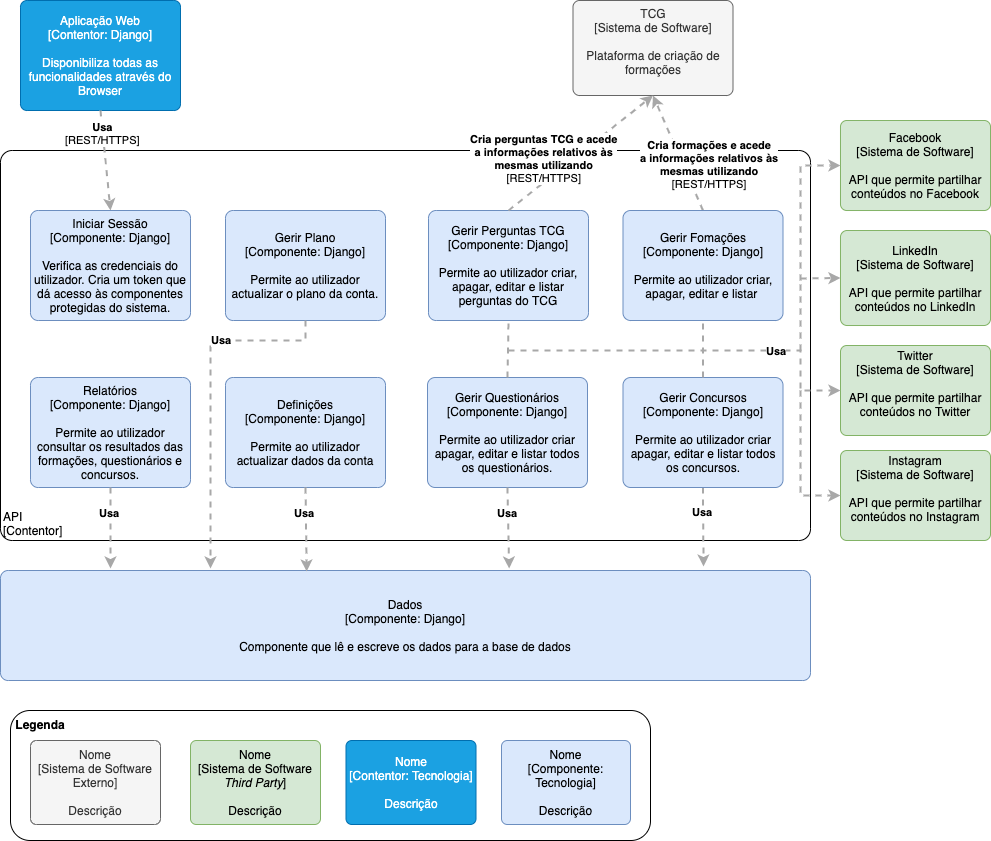 Aplicação Web
[Contentor: Django]
Disponibiliza todas as
funcionalidades através do
Browser
TCG
[Sistema de Software]
Plataforma de criação de
formações
Usa
[REST/HTTPS]
Cria perguntas TCG e acede
a informações relativos às
mesmas utilizando
[REST/HTTPS]
Cria formações e acede
a informações relativos às
mesmas utilizando
[REST/HTTPS]
Facebook
[Sistema de Software]
API que permite partilhar
conteúdos no Facebook
Iniciar Sessão
[Componente: Django]
Verifica as credenciais do
utilizador. Cria um token que
dá acesso às componentes
protegidas do sistema.
Gerir Plano
[Componente: Django]
Permite ao utilizador
actualizar o plano da conta.
Gerir Perguntas TCG
[Componente: Django]
Permite ao utilizador criar,
apagar, editar e listar
perguntas do TCG
Gerir Fomações
[Componente: Django]
Permite ao utilizador criar,
apagar, editar e listar
LinkedIn
[Sistema de Software]
API que permite partilhar
conteúdos no LinkedIn
Usa
Usa
Twitter
[Sistema de Software]
API que permite partilhar
conteúdos no Twitter
Relatórios
[Componente: Django]
Permite ao utilizador
consultar os resultados das
formações, questionários e
concursos.
Definições
[Componente: Django]
Permite ao utilizador
actualizar dados da conta
Gerir Questionários
[Componente: Django]
Permite ao utilizador criar
apagar, editar e listar todos
os questionários.
Gerir Concursos
[Componente: Django]
Permite ao utilizador criar
apagar, editar e listar todos
os concursos.
Instagram
[Sistema de Software]
API que permite partilhar
conteúdos no Instagram
Usa
Usa
Usa
Usa
API
[Contentor]
Dados
[Componente: Django]
Componente que lê e escreve os dados para a base de dados
Legenda
Nome
[Sistema de Software
Externo]
Descrição
Nome
[Sistema de Software
Third Party]
Descrição
Nome
[Contentor: Tecnologia]
Descrição
Nome
[Componente:
Tecnologia]
Descrição